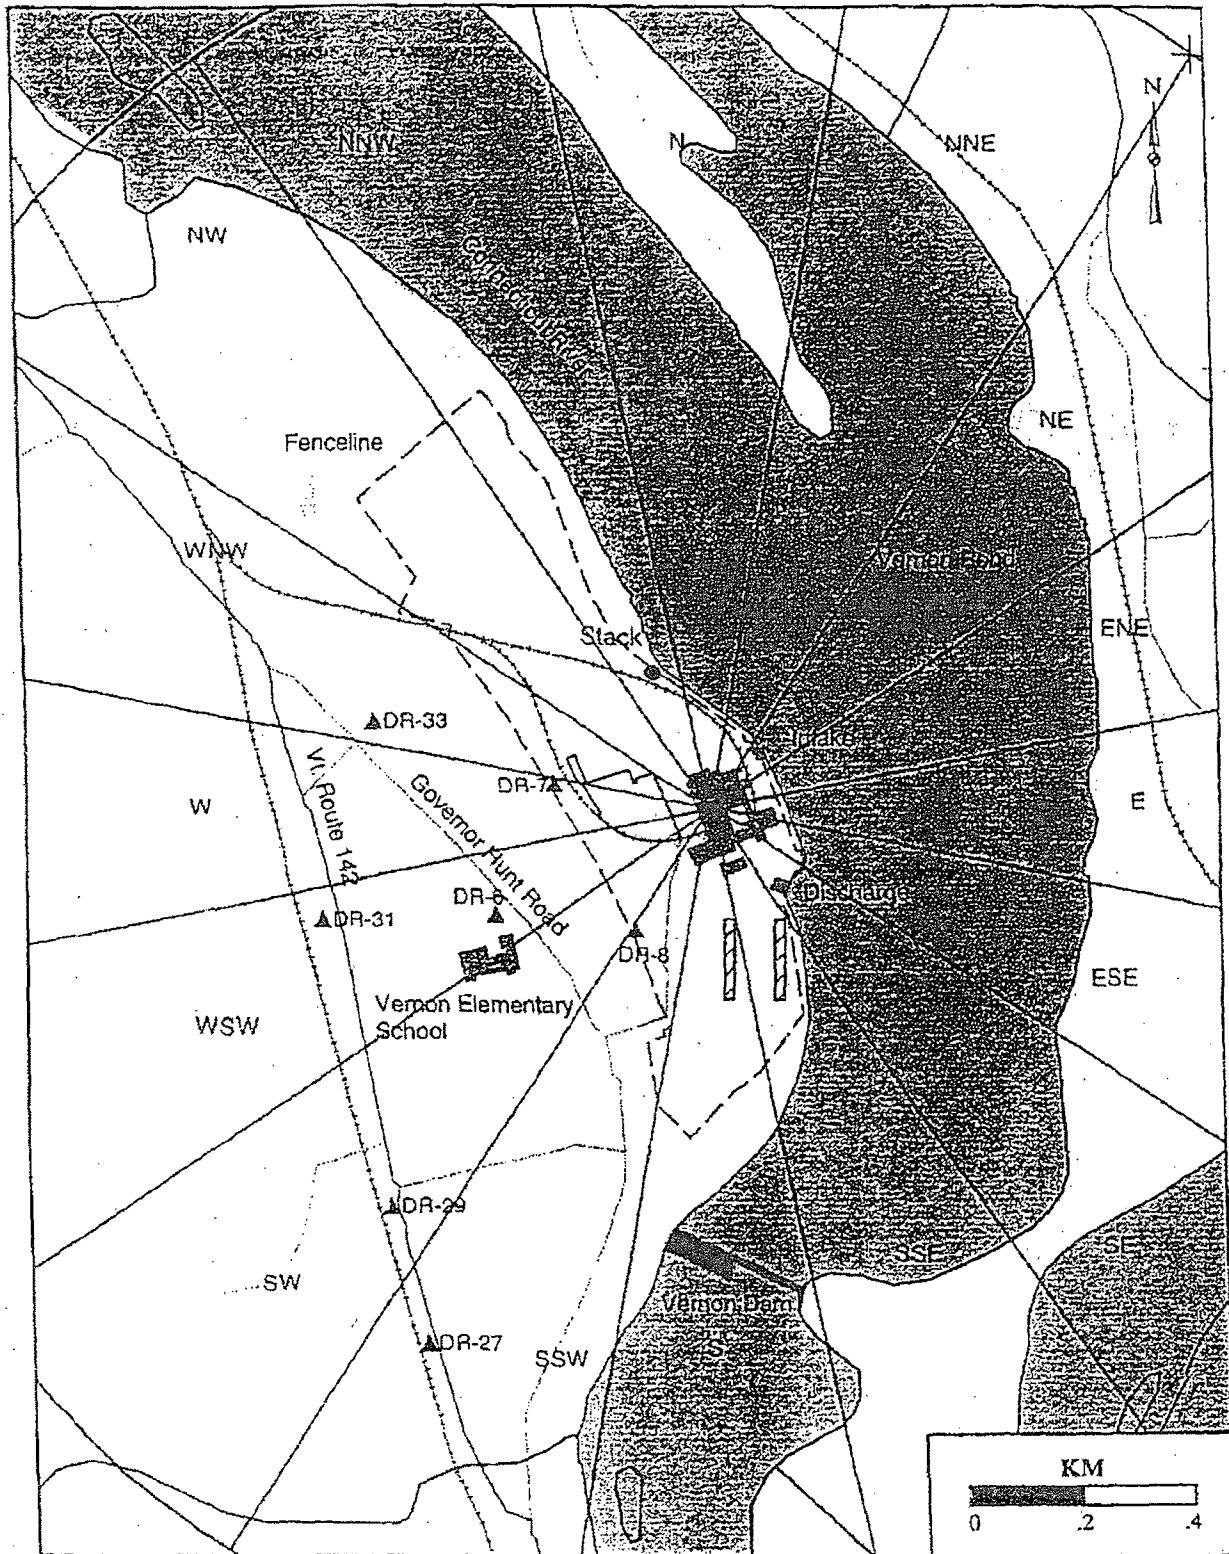 N
NNW
N
NNE
NW
Connecticut River
NE
Fenceline
WNW
Vernon Pond
ENE
Stack
DR-33
Intake
Vt. Route 142
DR-7
Governor Hunt Road
W
E
DR-6
Discharge
DR-31
DR-8
ESE
Vernon Elementary
School
WSW
DR-29
SSE
SE
SW
Vernon Dam
DR-27
S
SSW
KM
0 .2 .4